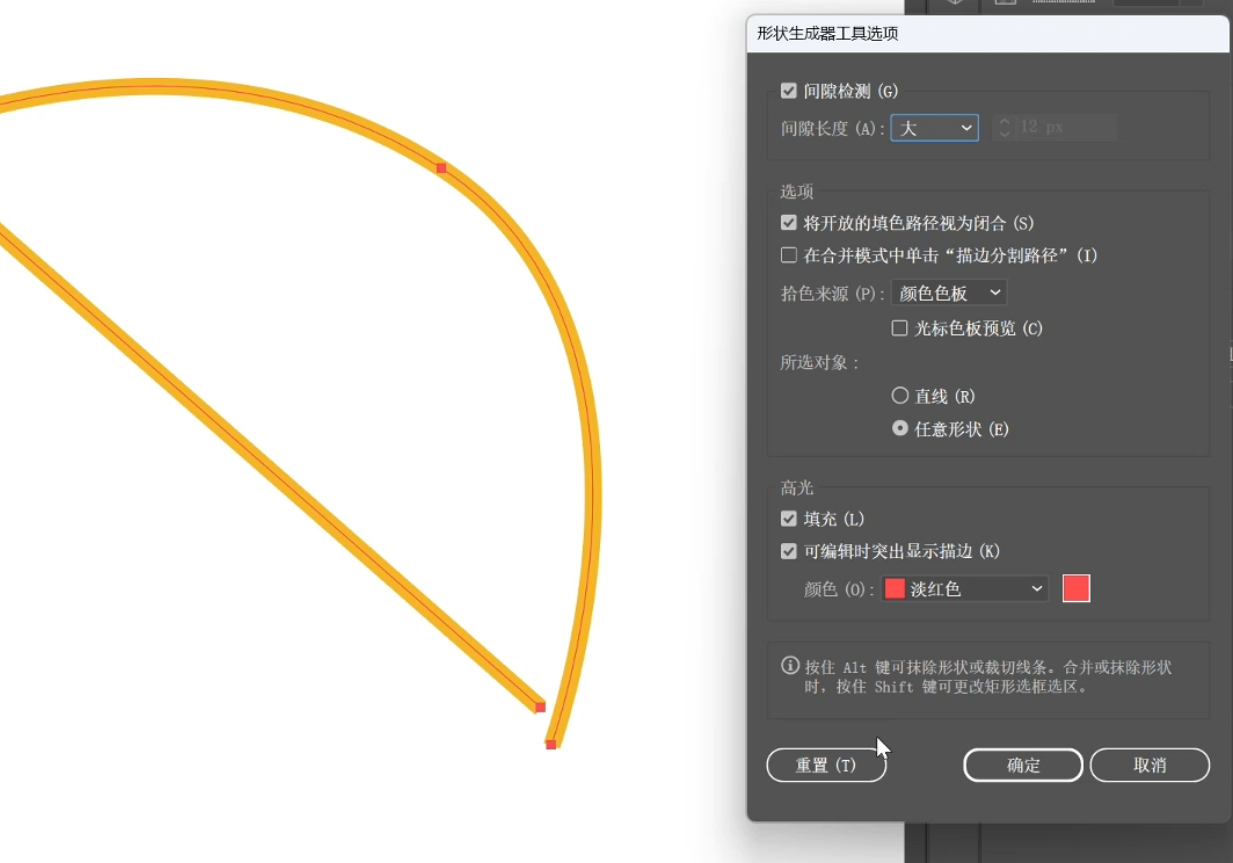 形状生成器工具选项
间隙检测 (G)
间隙长度 (A): 大 12 px
选项
将开放的填色路径视为闭合 (S)
在合并模式中单击“描边分割路径” (I)
拾色来源 (P): 颜色色板
光标色板预览 (C)
所选对象:
直线 (R)
任意形状 (E)
高光
填充 (L)
可编辑时突出显示描边 (K)
颜色 (O): 淡红色
按住 Alt 键可抹除形状或裁切线条。合并或抹除形状
时，按住 Shift 键可更改矩形选框选区。
重置 (T) 确定 取消